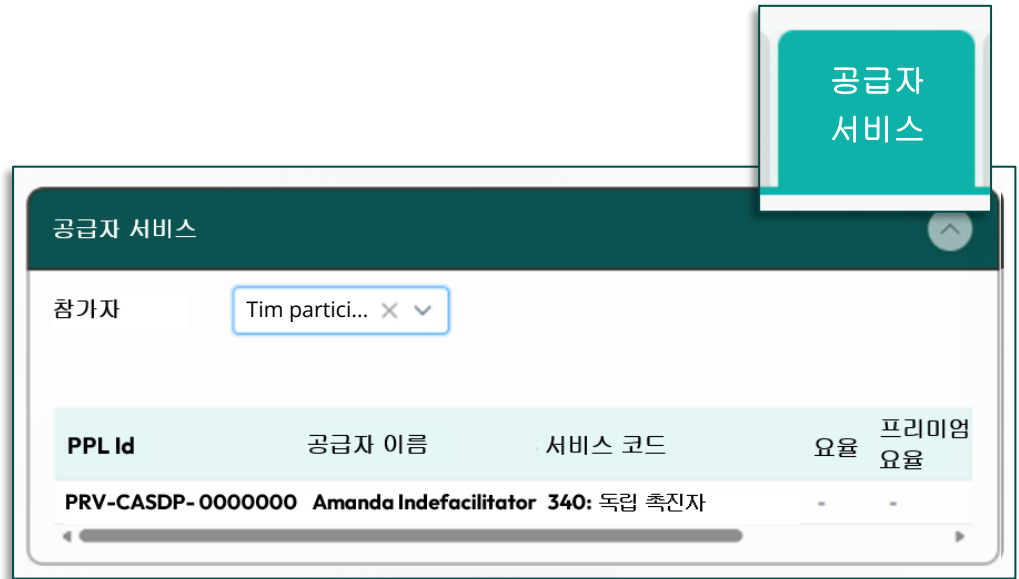 공급자
서비스
공급자 서비스
참가자
Tim partici...
PPL Id 공급자 이름 서비스 코드 요율 프리미엄 요율
PRV-CASDP- 0000000 Amanda Indefacilitator 340: 독립 촉진자 - -